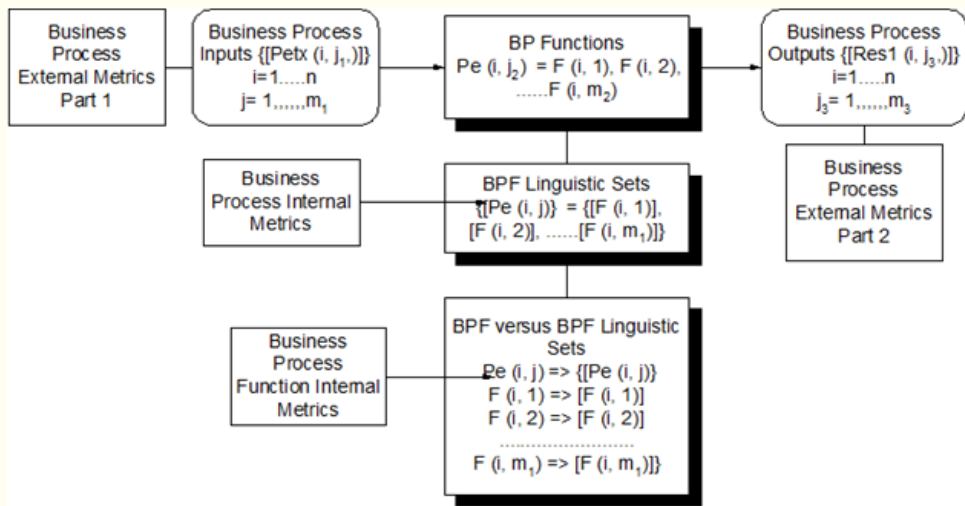 Business
Process
External Metrics
Part 1
Business Process
Inputs {[Petx (i, j₁,)]}
i=1.....n
j= 1,,,,,,m₁
BP Functions
Pe (i, j₂) = F (i, 1), F (i, 2),
......F (i, m₂)
Business Process
Outputs {[Res1 (i, j₃,)]}
i=1....n
j₃= 1,,,,,,m₃
Business
Process Internal
Metrics
BPF Linguistic Sets
{[Pe (i, j)} = {[F (i, 1)],
[F (i, 2)], ......[F (i, m₁)]}
Business
Process
External Metrics
Part 2
Business
Process
Function Internal
Metrics
BPF versus BPF Linguistic
Sets
Pe (i, j) => {[Pe (i, j)}
F (i, 1) => [F (i, 1)]
F (i, 2) => [F (i, 2)]
.........................
F (i, m₁) => [F (i, m₁)]}